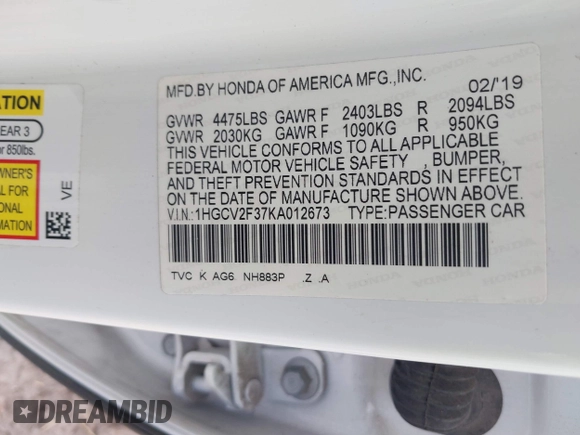 MFD.BY HONDA OF AMERICA MFG.,INC. 02/'19
GVWR 4475LBS GAWR F 2403LBS R 2094LBS
GVWR 2030KG GAWR F 1090KG R 950KG
THIS VEHICLE CONFORMS TO ALL APPLICABLE
FEDERAL MOTOR VEHICLE SAFETY , BUMPER,
AND THEFT PREVENTION STANDARDS IN EFFECT
ON THE DATE OF MANUFACTURE SHOWN ABOVE.
V.I.N.:1HGCV2F37KA012673 TYPE:PASSENGER CAR
TVC K AG6 NH883P .Z .A
ATION
EAR 3
r 850lbs.
WNER'S
AL FOR
IONAL
MATION
VE
DREAMBID